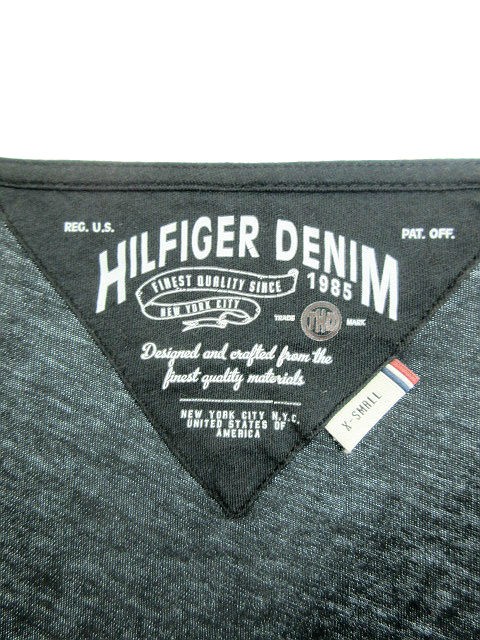 REG. U.S.
PAT. OFF.
HILFIGER DENIM
FINEST QUALITY SINCE
1985
NEW YORK CITY
TRADE THD MARK
Designed and crafted from the
finest quality materials
NEW YORK CITY N.Y.C.
UNITED STATES OF
AMERICA
X-SMALL